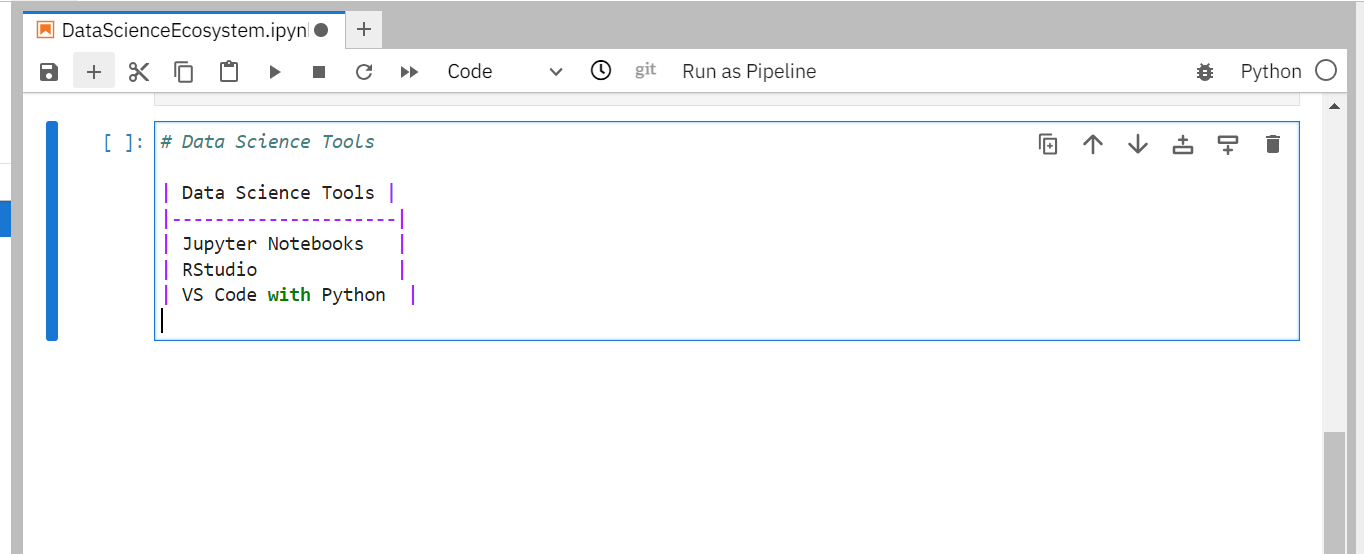 DataScienceEcosystem.ipyn
Code git Run as Pipeline Python
[ ]: # Data Science Tools
| Data Science Tools |
|---------------------|
| Jupyter Notebooks   |
| RStudio             |
| VS Code with Python  |